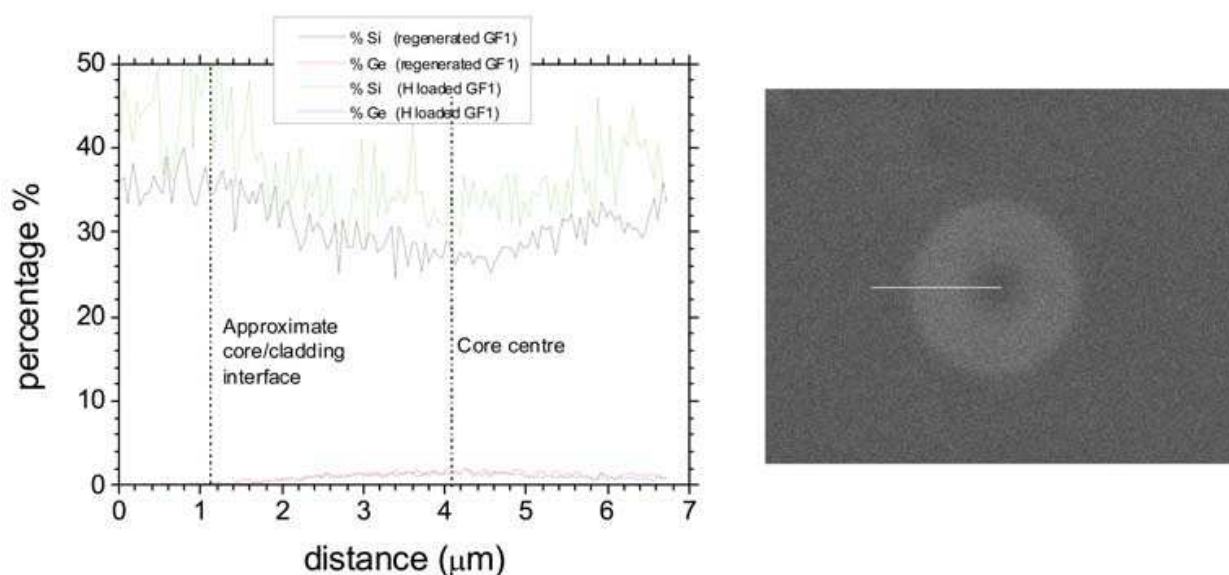 % Si (regenerated GF1)
% Ge (regenerated GF1)
% Si (H loaded GF1)
% Ge (H loaded GF1)
50
40
30
20
10
0
percentage %
Approximate
core/cladding
interface
Core centre
0 1 2 3 4 5 6 7
distance (μm)